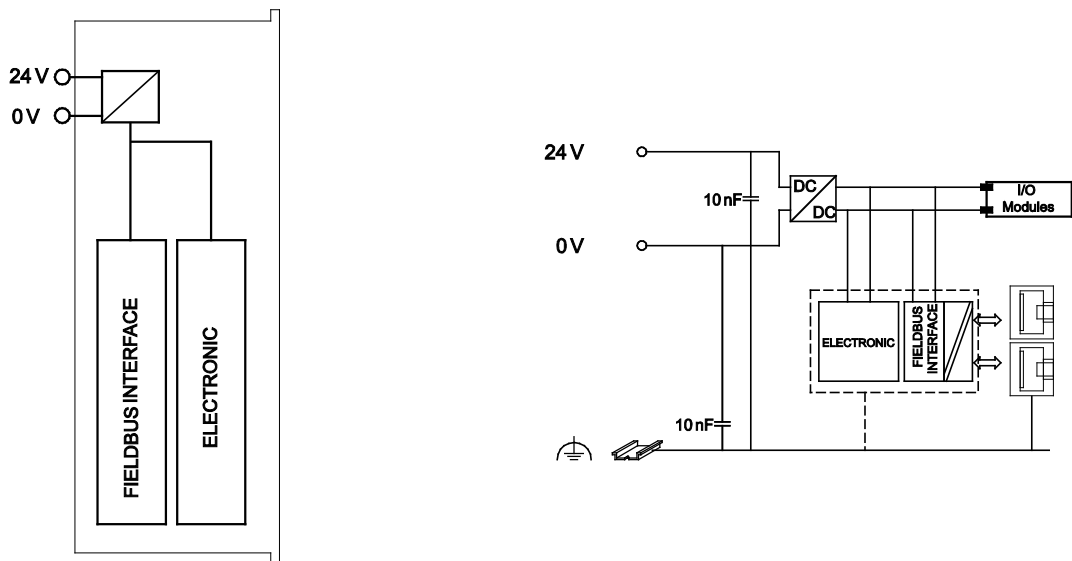 24 V
0 V
FIELDBUS INTERFACE
ELECTRONIC
24 V
10 nF
DC
DC
I/O
Modules
0 V
ELECTRONIC
FIELDBUS
INTERFACE
10 nF